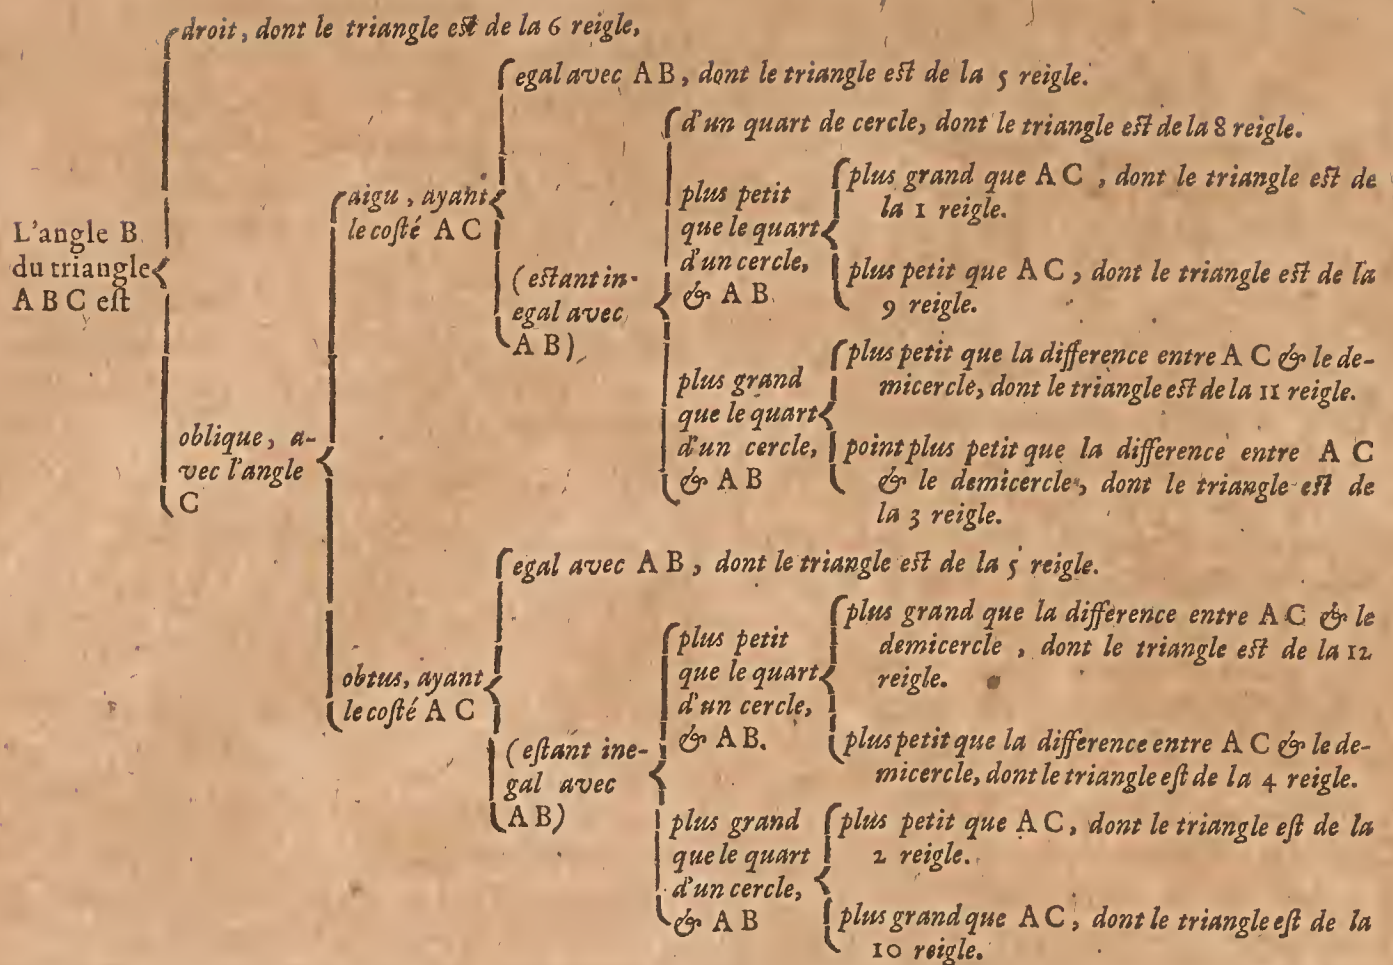 droit, dont le triangle est de la 6 reigle,
L'angle B
du triangle
A B C est
oblique, a-
vec l'angle
C
aigu, ayant
le costé A C
egal avec A B, dont le triangle est de la 5 reigle.
(estant in-
egal avec
A B)
d'un quart de cercle, dont le triangle est de la 8 reigle.
plus petit
que le quart
d'un cercle,
& A B
plus grand que A C , dont le triangle est de
la 1 reigle.
plus petit que A C , dont le triangle est de la
9 reigle.
plus grand
que le quart
d'un cercle,
& A B
plus petit que la difference entre A C & le de-
micercle, dont le triangle est de la 11 reigle.
point plus petit que la difference entre A C
& le demicercle, dont le triangle est de
la 3 reigle.
obtus, ayant
le costé A C
egal avec A B , dont le triangle est de la 5 reigle.
(estant ine-
gal avec
A B)
plus petit
que le quart
d'un cercle,
& A B.
plus grand que la difference entre A C & le
demicercle , dont le triangle est de la 12
reigle.
plus petit que la difference entre A C & le de-
micercle, dont le triangle est de la 4 reigle.
plus grand
que le quart
d'un cercle,
& A B
plus petit que A C, dont le triangle est de la
2 reigle.
plus grand que A C, dont le triangle est de la
10 reigle.